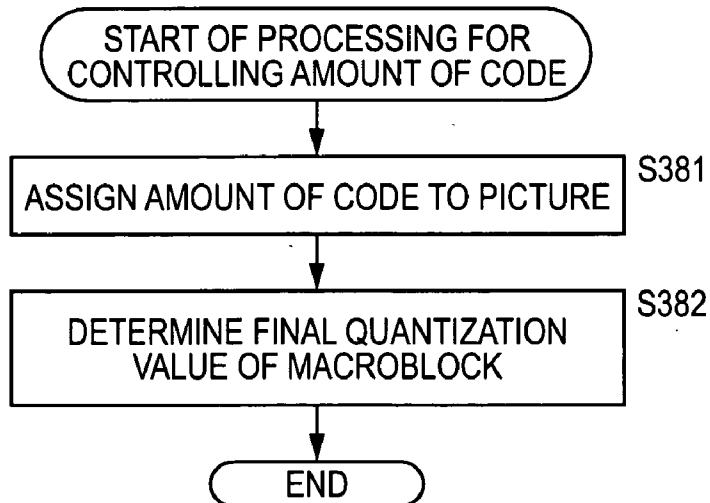 START OF PROCESSING FOR
CONTROLLING AMOUNT OF CODE
S381
ASSIGN AMOUNT OF CODE TO PICTURE
S382
DETERMINE FINAL QUANTIZATION
VALUE OF MACROBLOCK
END